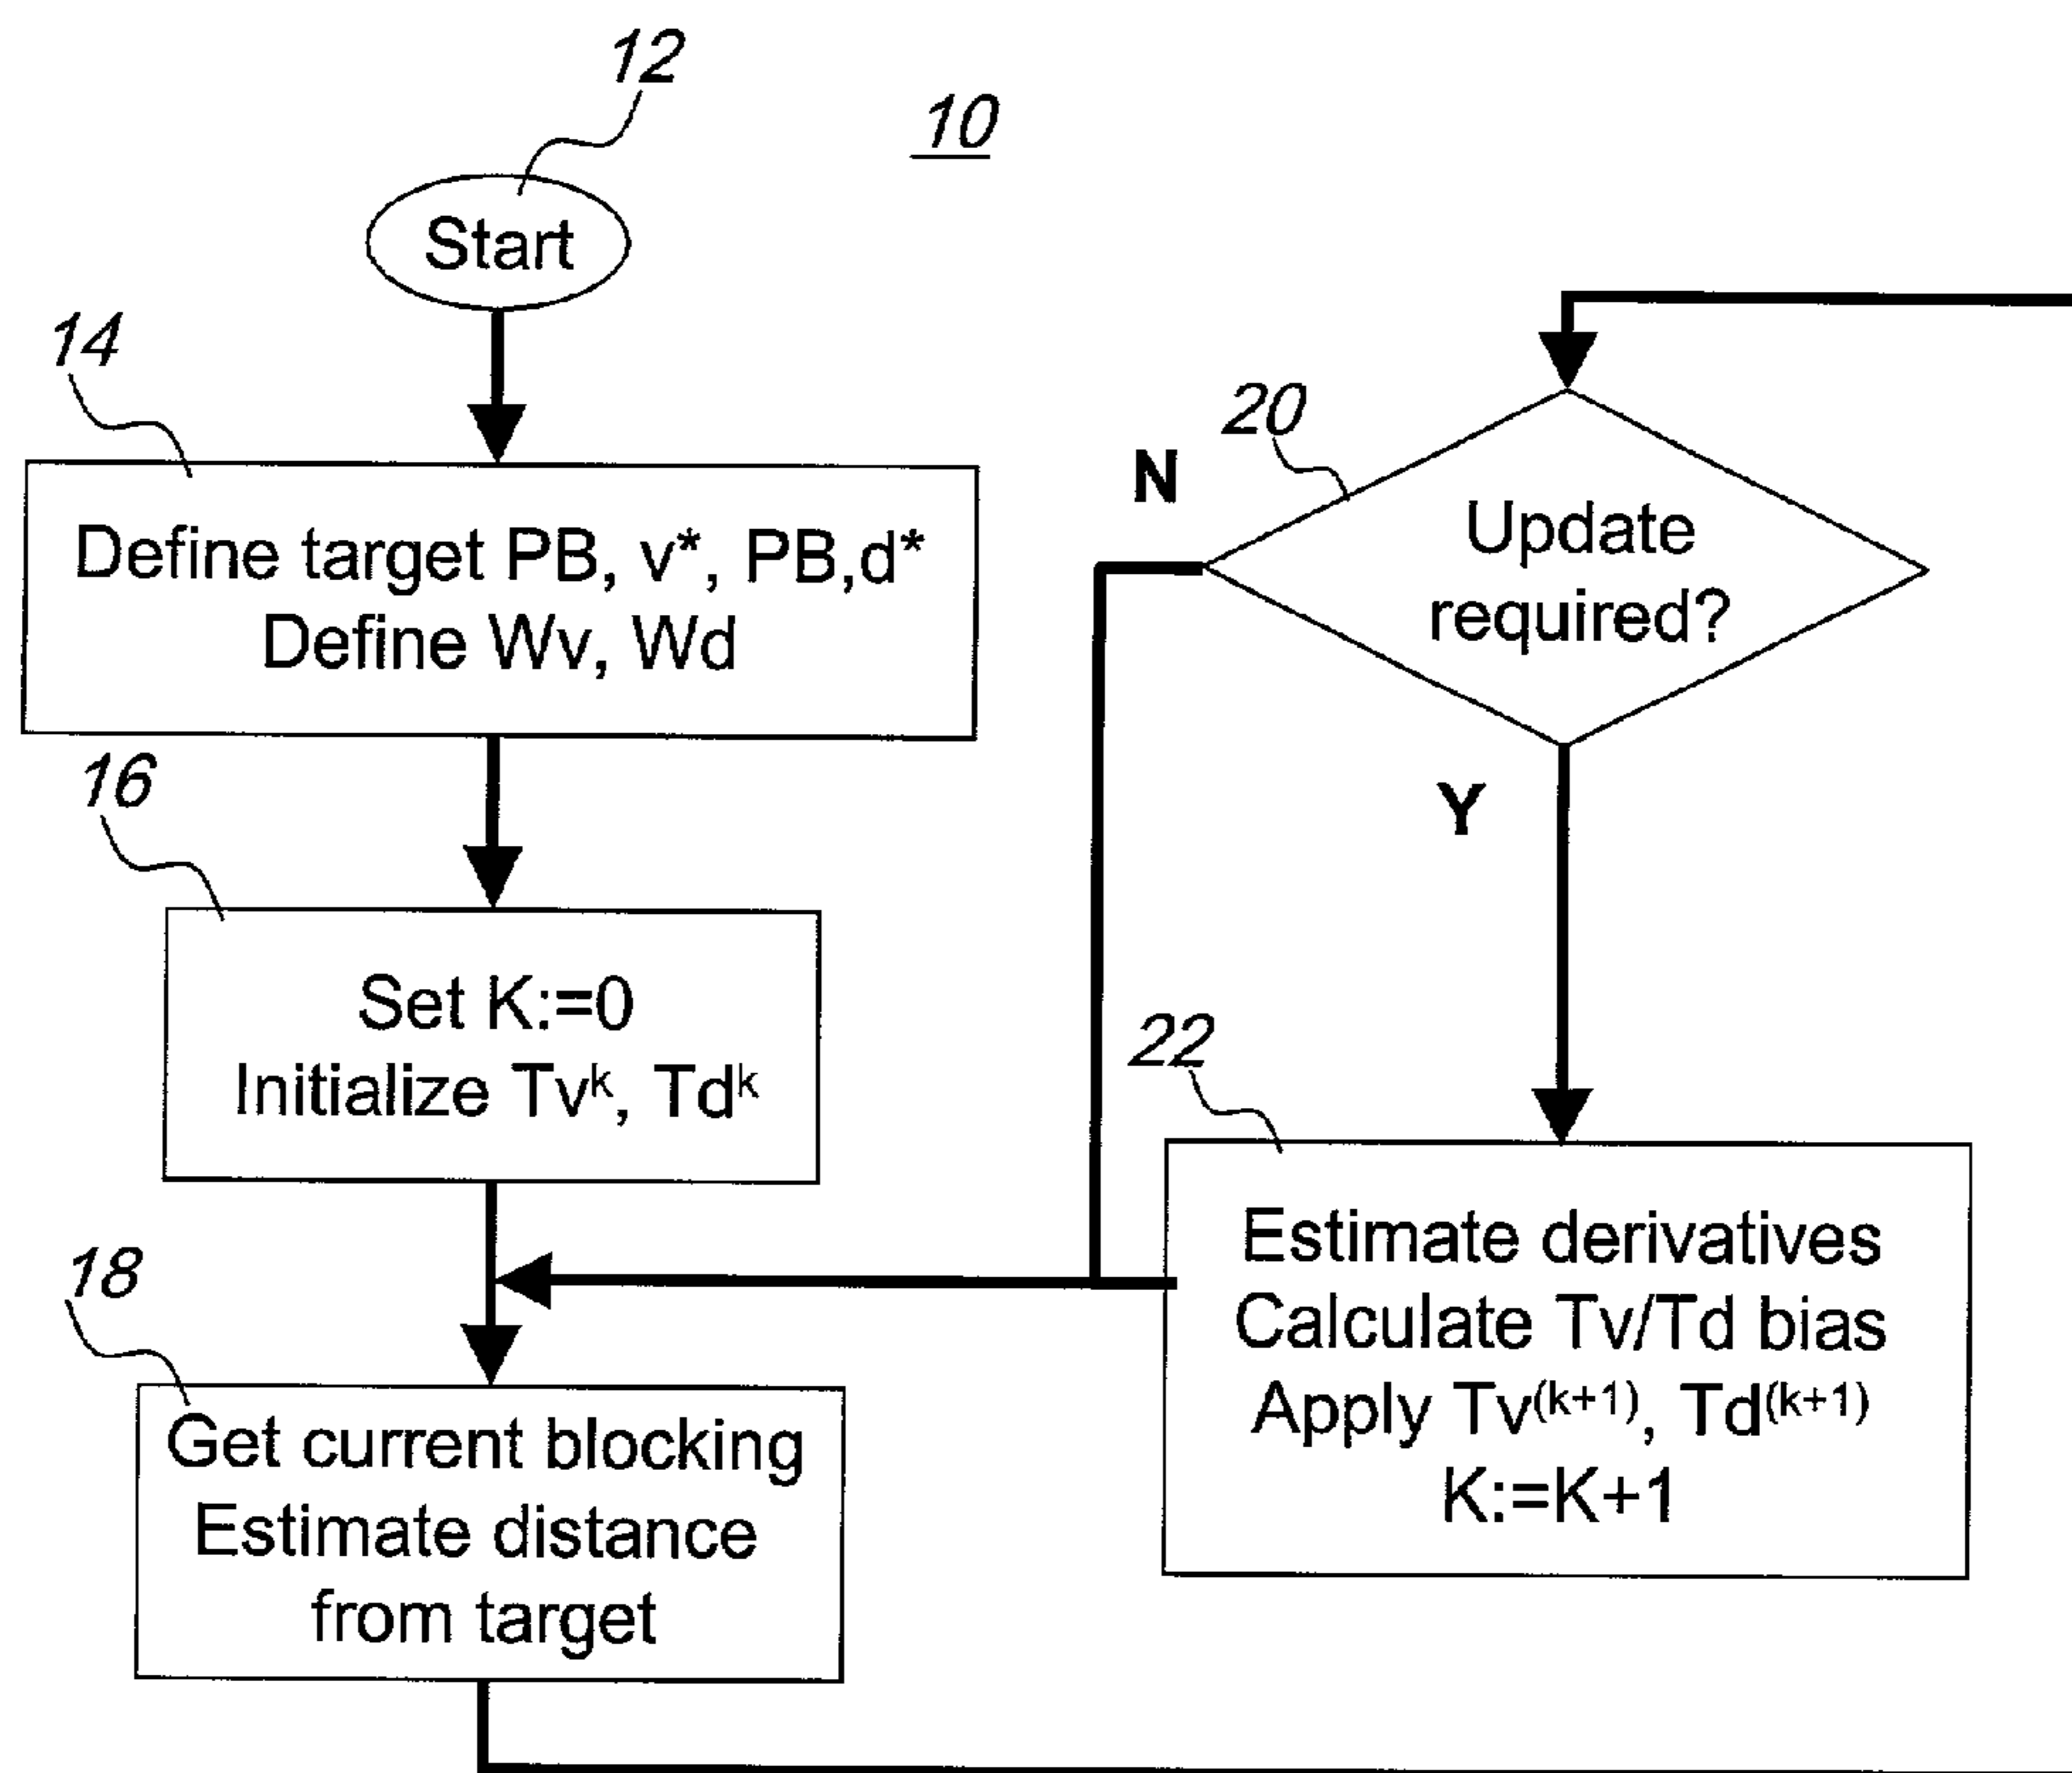 12
10
Start
14
Define target PB, v*, PB,d*
Define Wv, Wd
16
Set K:=0
Initialize Tvᵏ, Tdᵏ
18
Get current blocking
Estimate distance
from target
20
N
Update
required?
Y
22
Estimate derivatives
Calculate Tv/Td bias
Apply Tv⁽ᵏ⁺¹⁾, Td⁽ᵏ⁺¹⁾
K:=K+1